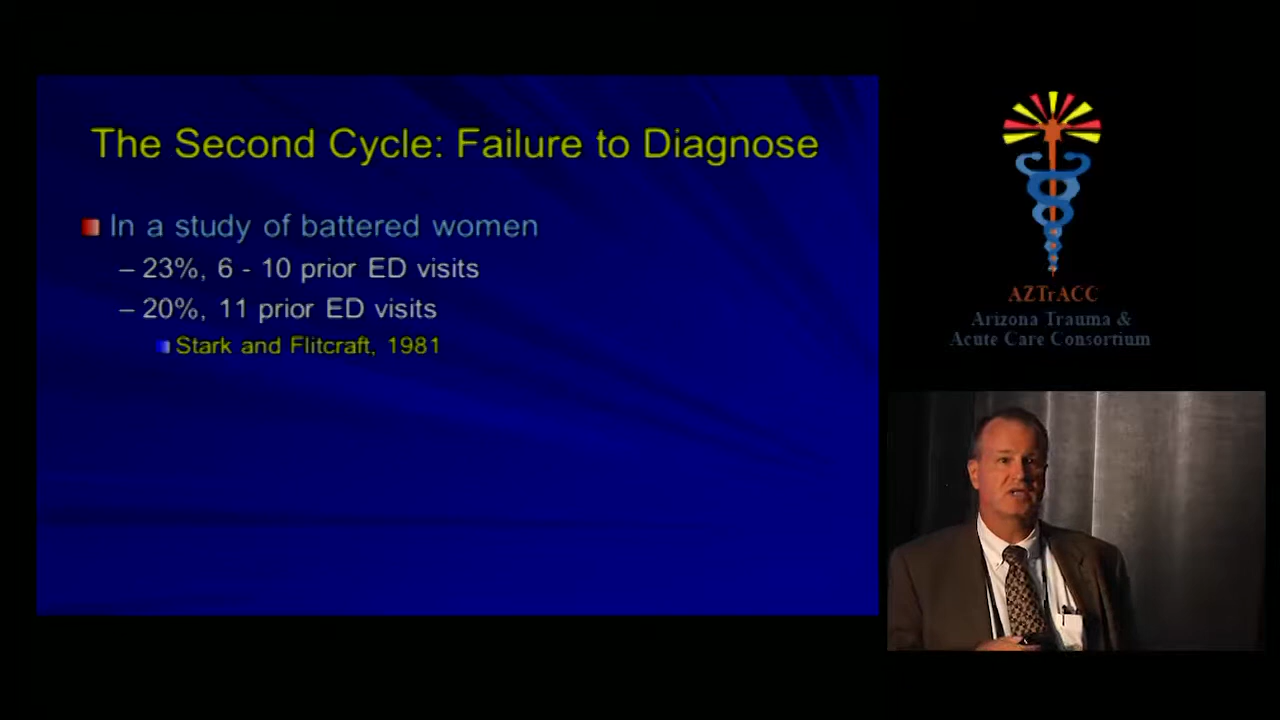 The Second Cycle: Failure to Diagnose
In a study of battered women
– 23%, 6 - 10 prior ED visits
– 20%, 11 prior ED visits
Stark and Flitcraft, 1981
AZTrACC
Arizona Trauma &
Acute Care Consortium